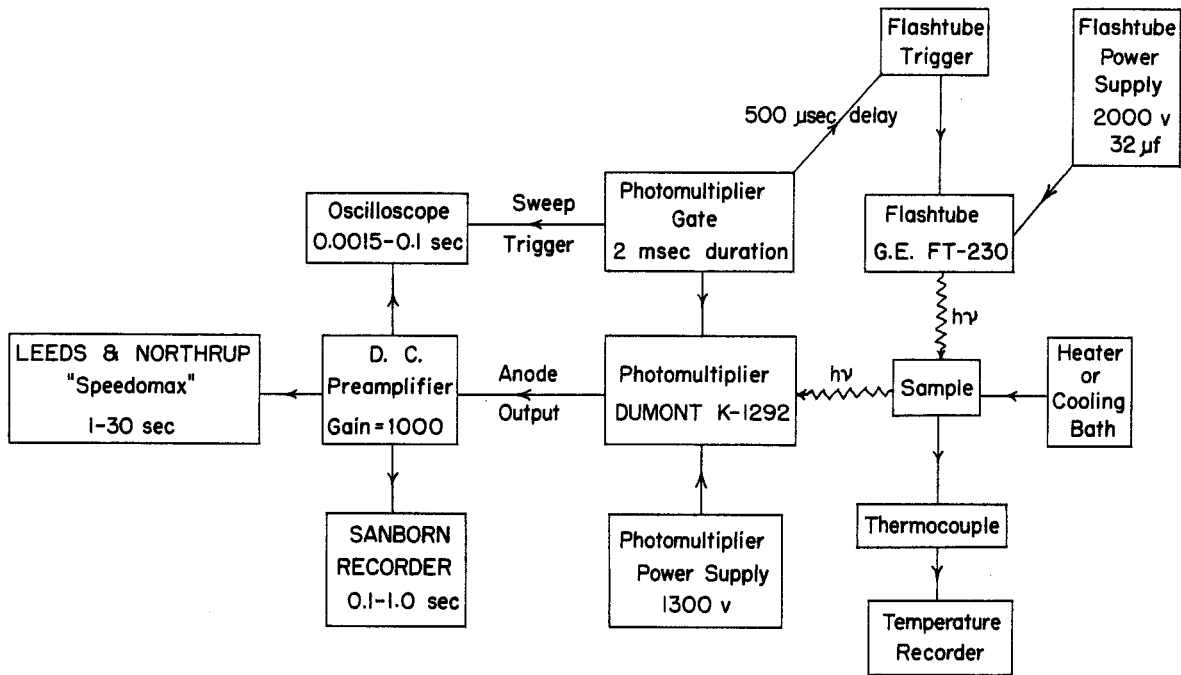 Flashtube
Trigger
Flashtube
Power
Supply
2000 v
32 µf
500 µsec delay
Oscilloscope
0.0015-0.1 sec
Sweep
Trigger
Photomultiplier
Gate
2 msec duration
Flashtube
G.E. FT-230
hν
LEEDS & NORTHRUP
"Speedomax"
1-30 sec
D. C.
Preamplifier
Gain=1000
Anode
Output
Photomultiplier
DUMONT K-1292
hν
Sample
Heater
or
Cooling
Bath
SANBORN
RECORDER
0.1-1.0 sec
Photomultiplier
Power Supply
1300 v
Thermocouple
Temperature
Recorder